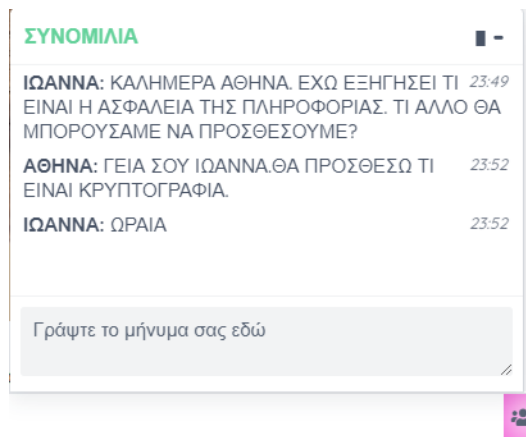 ΣΥΝΟΜΙΛΙΑ
ΙΩΑΝΝΑ: ΚΑΛΗΜΕΡΑ ΑΘΗΝΑ. ΕΧΩ ΕΞΗΓΗΣΕΙ ΤΙ 23:49
ΕΙΝΑΙ Η ΑΣΦΑΛΕΙΑ ΤΗΣ ΠΛΗΡΟΦΟΡΙΑΣ. ΤΙ ΑΛΛΟ ΘΑ
ΜΠΟΡΟΥΣΑΜΕ ΝΑ ΠΡΟΣΘΕΣΟΥΜΕ?
ΑΘΗΝΑ: ΓΕΙΑ ΣΟΥ ΙΩΑΝΝΑ.ΘΑ ΠΡΟΣΘΕΣΩ ΤΙ 23:52
ΕΙΝΑΙ ΚΡΥΠΤΟΓΡΑΦΙΑ.
ΙΩΑΝΝΑ: ΩΡΑΙΑ 23:52
Γράψτε το μήνυμα σας εδώ